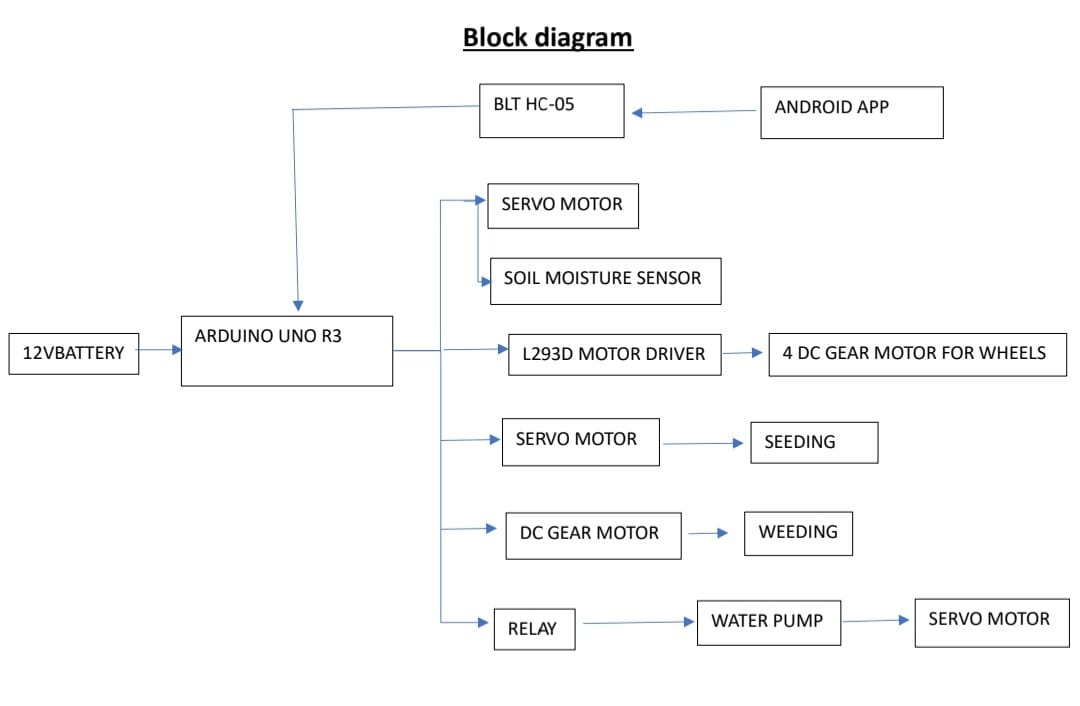 Block diagram
BLT HC-05
ANDROID APP
SERVO MOTOR
SOIL MOISTURE SENSOR
ARDUINO UNO R3
12VBATTERY
L293D MOTOR DRIVER
4 DC GEAR MOTOR FOR WHEELS
SERVO MOTOR
SEEDING
DC GEAR MOTOR
WEEDING
RELAY
WATER PUMP
SERVO MOTOR